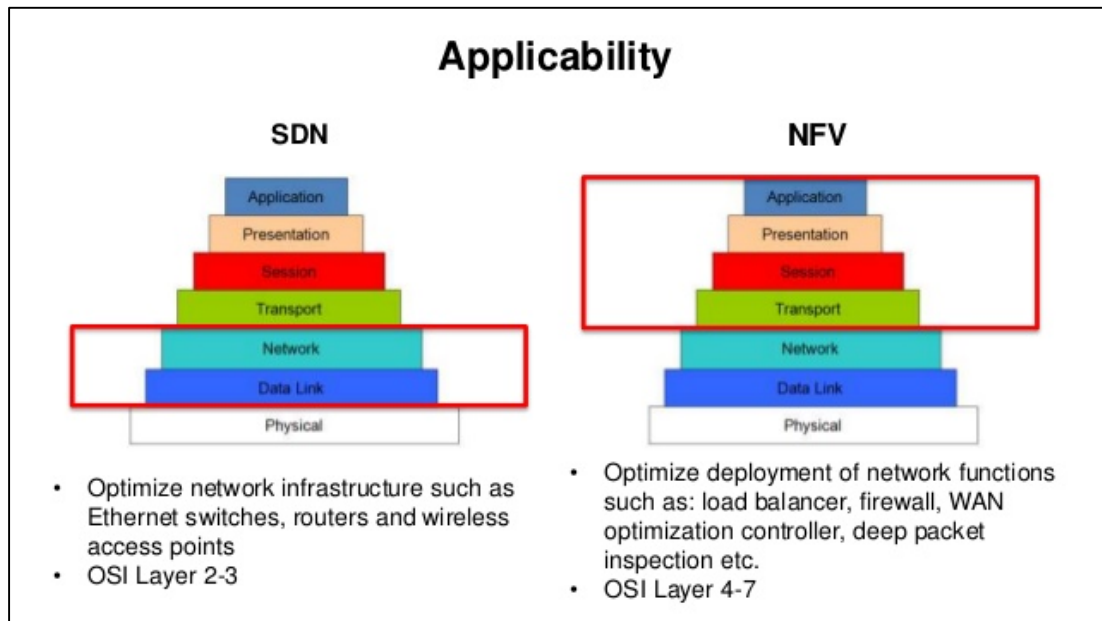 Applicability
SDN
Application
Presentation
Session
Transport
Network
Data Link
Physical
• Optimize network infrastructure such as
Ethernet switches, routers and wireless
access points
• OSI Layer 2-3
NFV
Application
Presentation
Session
Transport
Network
Data Link
Physical
• Optimize deployment of network functions
such as: load balancer, firewall, WAN
optimization controller, deep packet
inspection etc.
• OSI Layer 4-7